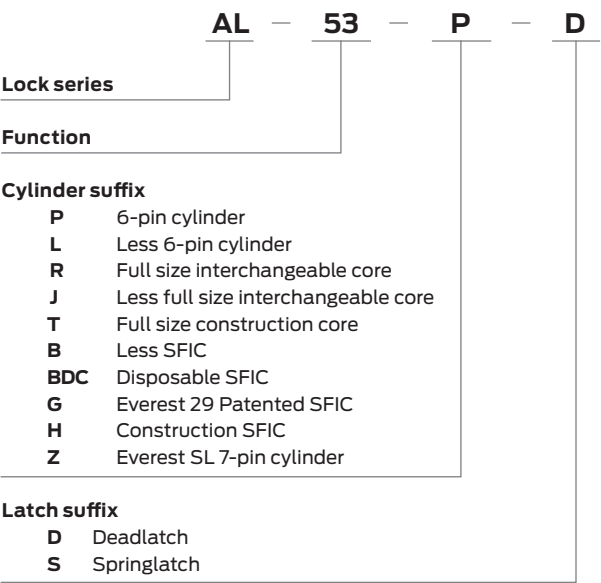 AL — 53 — P — D
Lock series
Function
Cylinder suffix
P 6-pin cylinder
L Less 6-pin cylinder
R Full size interchangeable core
J Less full size interchangeable core
T Full size construction core
B Less SFIC
BDC Disposable SFIC
G Everest 29 Patented SFIC
H Construction SFIC
Z Everest SL 7-pin cylinder
Latch suffix
D Deadlatch
S Springlatch